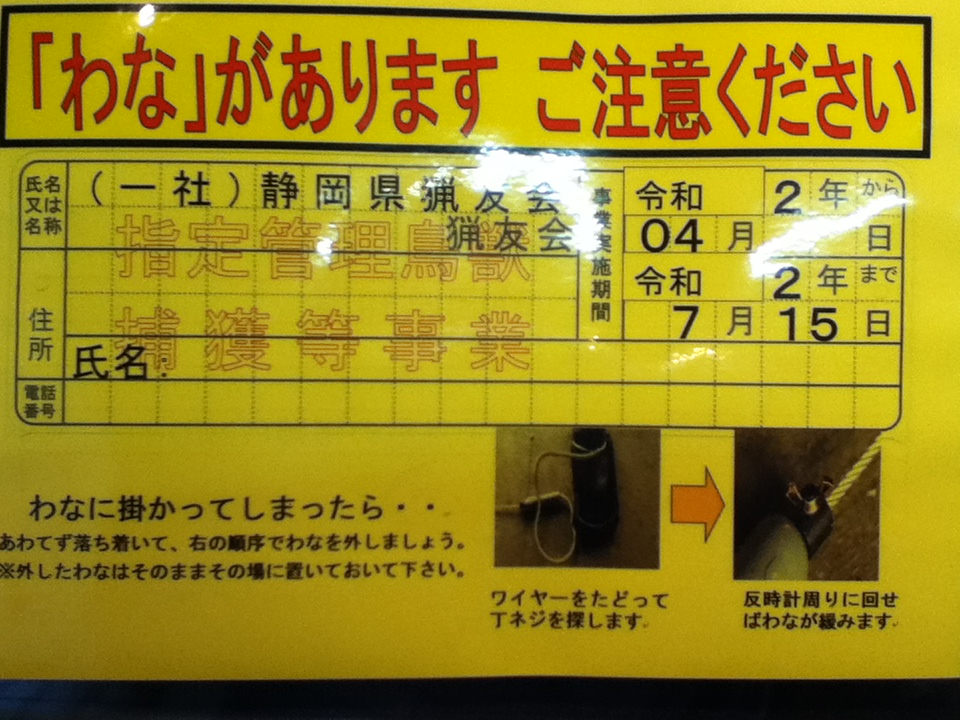 「わな」があります ご注意ください
氏名又は名称
（一社）静岡県猟友会
猟友会
指定管理鳥獣
捕獲等事業
住所
氏名：
電話番号
事業実施期間
令和 2年から
04月 日
令和 2年まで
7月15日
わなに掛かってしまったら・・
あわてず落ち着いて、右の順序でわなを外しましょう。
※外したわなはそのままその場に置いておいて下さい。
ワイヤーをたどって
丁ネジを探します。
反時計周りに回せ
ばわなが緩みます。